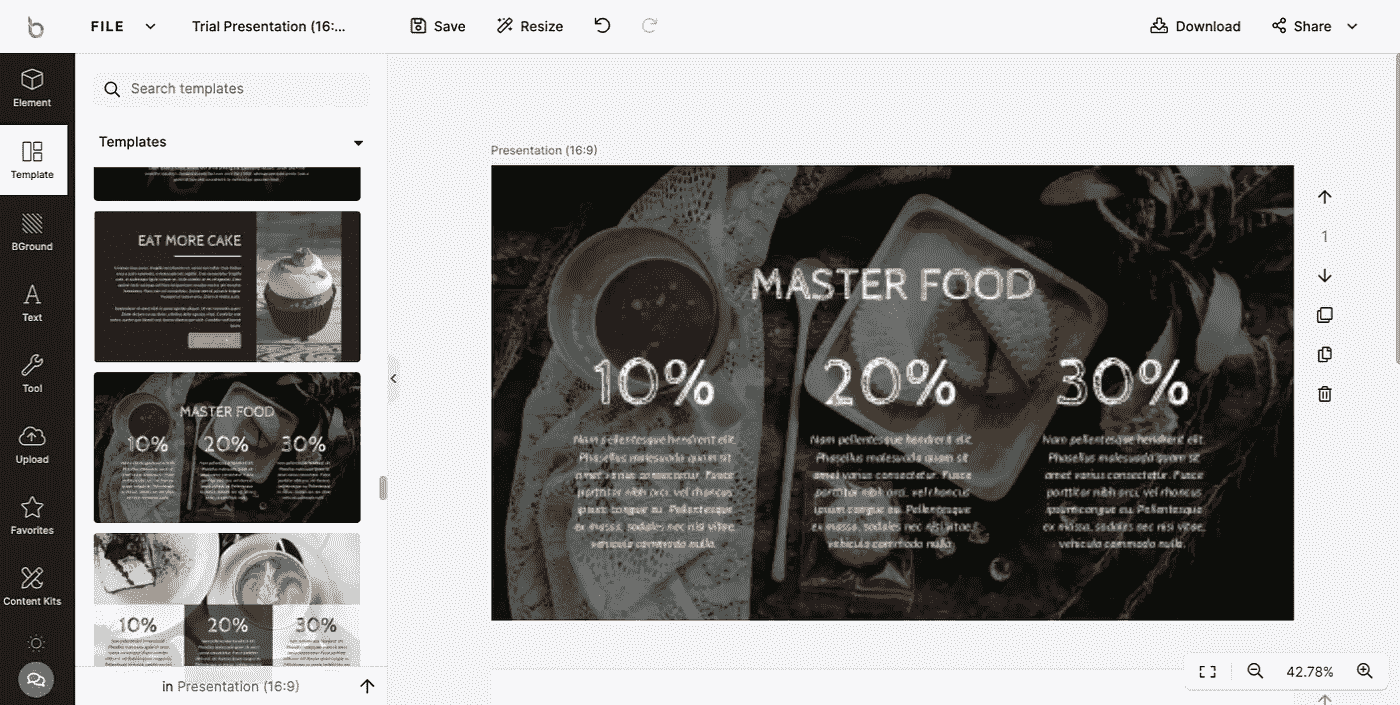 FILE
Trial Presentation (16:...
Save
Resize
Download
Share
Element
Template
BGround
Text
Tool
Upload
Favorites
Content Kits
Search templates
Templates
EAT MORE CAKE
MASTER FOOD
10% 20% 30%
10% 20% 30%
in Presentation (16:9)
Presentation (16:9)
MASTER FOOD
10% 20% 30%
Nam pellentesque hendrerit elit. Nam pellentesque hendrerit elit. Nam pellentesque hendrerit elit.
Phasellus malesuada quam sit Phasellus malesuada quam sit Phasellus malesuada quam sit
amet varius consectetur. Fusce amet varius consectetur. Fusce amet varius consectetur. Fusce
porttitor nibh orci, vel rhoncus porttitor nibh orci, vel rhoncus porttitor nibh orci, vel rhoncus
ipsum congue eu. Pellentesque ipsum congue eu. Pellentesque ipsum congue eu. Pellentesque
ex massa, sodales nec nisi vitae, ex massa, sodales nec nisi vitae, ex massa, sodales nec nisi vitae,
vehicula commodo nulla. vehicula commodo nulla. vehicula commodo nulla.
1
42.78%